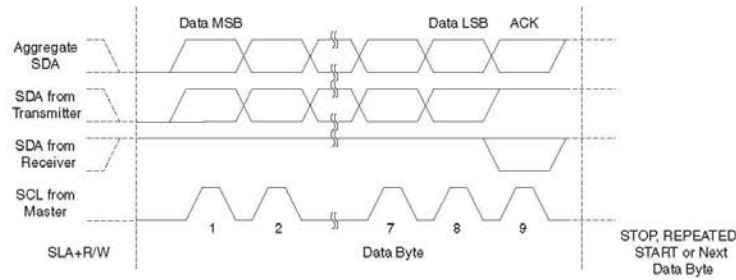 Data MSB
Data LSB
ACK
Aggregate
SDA
SDA from
Transmitter
SDA from
Receiver
SCL from
Master
1
2
7
8
9
SLA+R/W
Data Byte
STOP, REPEATED
START or Next
Data Byte